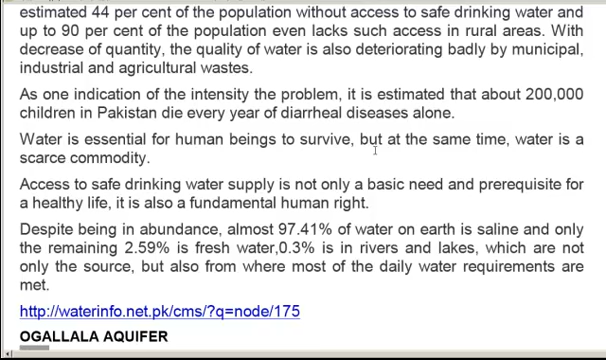 estimated 44 per cent of the population without access to safe drinking water and
up to 90 per cent of the population even lacks such access in rural areas. With
decrease of quantity, the quality of water is also deteriorating badly by municipal,
industrial and agricultural wastes.
As one indication of the intensity the problem, it is estimated that about 200,000
children in Pakistan die every year of diarrheal diseases alone.
Water is essential for human beings to survive, but at the same time, water is a
scarce commodity.
Access to safe drinking water supply is not only a basic need and prerequisite for
a healthy life, it is also a fundamental human right.
Despite being in abundance, almost 97.41% of water on earth is saline and only
the remaining 2.59% is fresh water,0.3% is in rivers and lakes, which are not
only the source, but also from where most of the daily water requirements are
met.
http://waterinfo.net.pk/cms/?q=node/175
OGALLALA AQUIFER